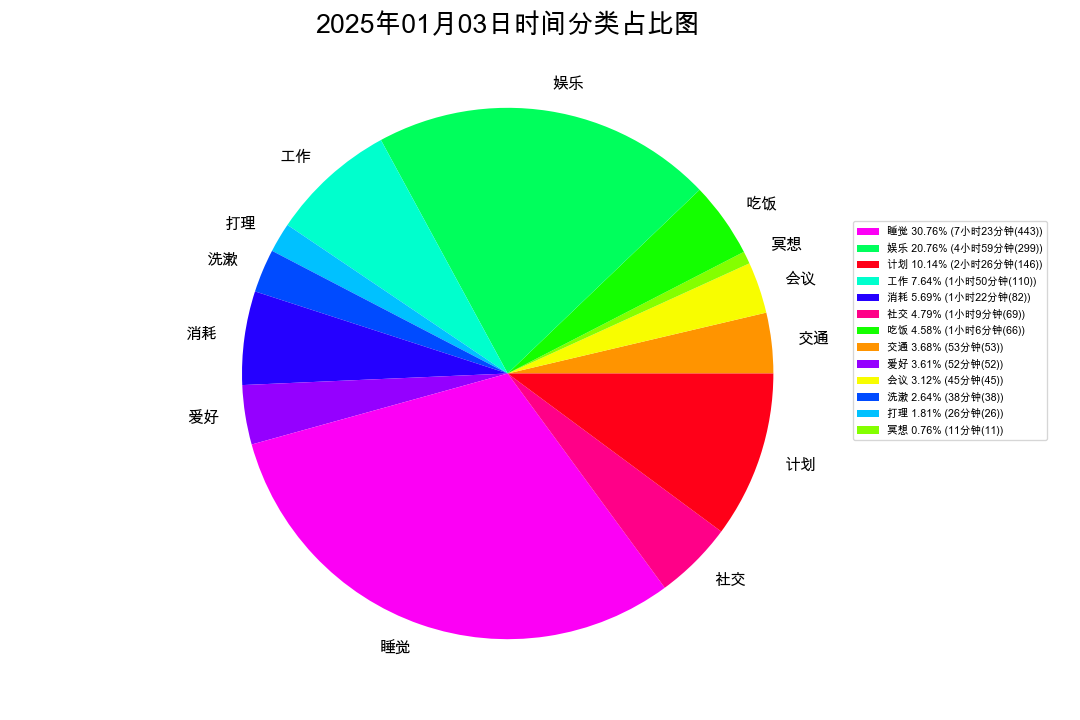 2025年01月03日时间分类占比图
娱乐
工作
吃饭
打理
冥想
洗漱
会议
消耗
交通
爱好
计划
社交
睡觉
睡觉 30.76% (7小时23分钟(443))
娱乐 20.76% (4小时59分钟(299))
计划 10.14% (2小时26分钟(146))
工作 7.64% (1小时50分钟(110))
消耗 5.69% (1小时22分钟(82))
社交 4.79% (1小时9分钟(69))
吃饭 4.58% (1小时6分钟(66))
交通 3.68% (53分钟(53))
爱好 3.61% (52分钟(52))
会议 3.12% (45分钟(45))
洗漱 2.64% (38分钟(38))
打理 1.81% (26分钟(26))
冥想 0.76% (11分钟(11))